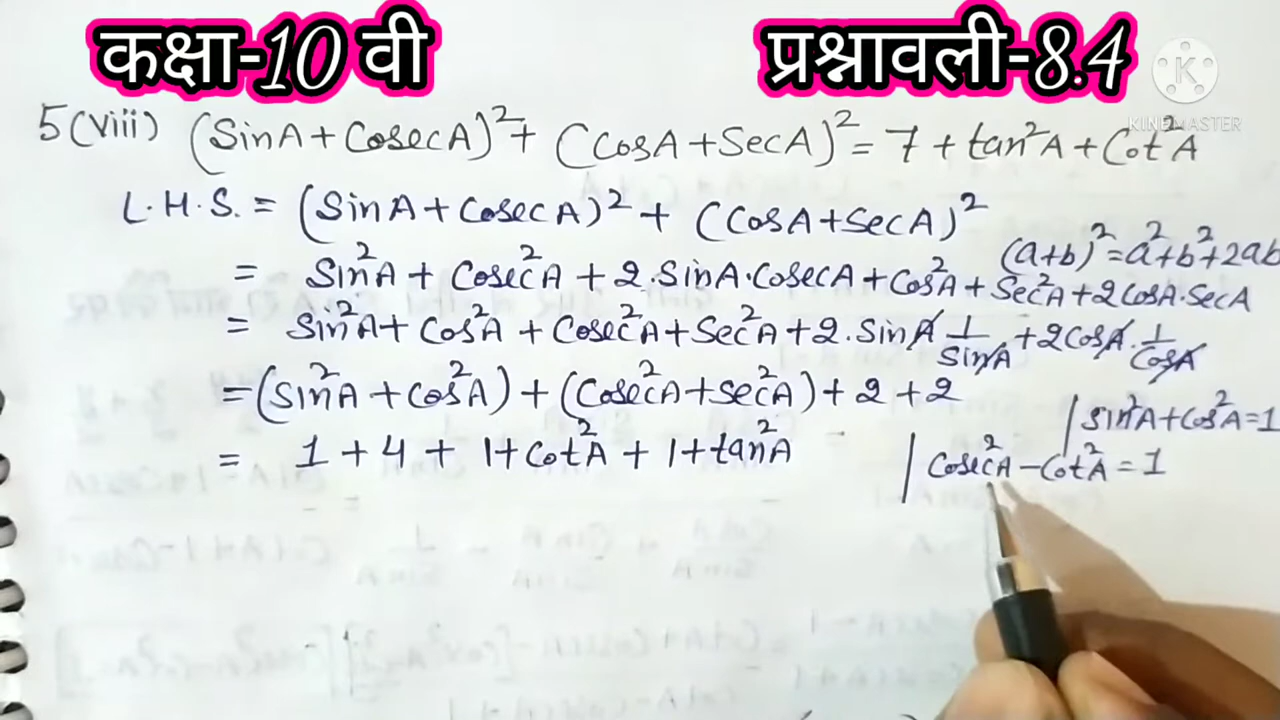 कक्षा-10 वी
प्रश्नावली-8.4
K
KINEMASTER
5(viii) (SinA+CosecA)²+ (CosA+SecA)²= 7+tan²A+Cot²A
L.H.S. = (SinA+CosecA)² + (CosA+SecA)²
(a+b)²=a²+b²+2ab
= Sin²A + Cosec²A + 2.SinA.CosecA+Cos²A+Sec²A+2CosA.SecA
= Sin²A+Cos²A+Cosec²A+Sec²A+2.SinA 1/SinA +2CosA.1/CosA
=(Sin²A+Cos²A)+(Cosec²A+Sec²A)+2+2
|Sin²A+Cos²A=1
= 1+4+ 1+Cot²A+1+tan²A
|Cosec²A-Cot²A=1